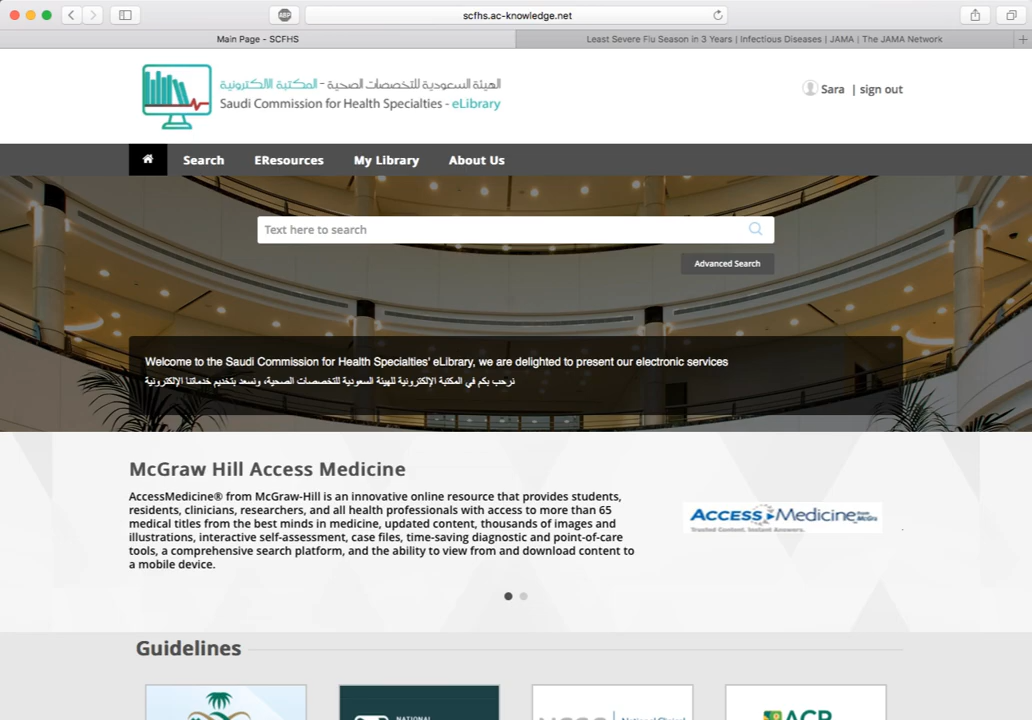 scfhs.ac-knowledge.net
Main Page - SCFHS
Least Severe Flu Season in 3 Years | Infectious Diseases | JAMA | The JAMA Network
الهيئة السعودية للتخصصات الصحية - المكتبة الالكترونية
Saudi Commission for Health Specialties - eLibrary
Sara | sign out
Search EResources My Library About Us
Text here to search
Advanced Search
Welcome to the Saudi Commission for Health Specialties' eLibrary, we are delighted to present our electronic services
نرحب بكم في المكتبة الإلكترونية للهيئة السعودية للتخصصات الصحية، ونسعد بتقديم خدماتنا الإلكترونية
McGraw Hill Access Medicine
AccessMedicine® from McGraw-Hill is an innovative online resource that provides students,
residents, clinicians, researchers, and all health professionals with access to more than 65
medical titles from the best minds in medicine, updated content, thousands of images and
illustrations, interactive self-assessment, case files, time-saving diagnostic and point-of-care
tools, a comprehensive search platform, and the ability to view from and download content to
a mobile device.
ACCESS Medicine from McGraw
Trusted Content. Instant Answers.
Guidelines
NATIONAL
National
ACP